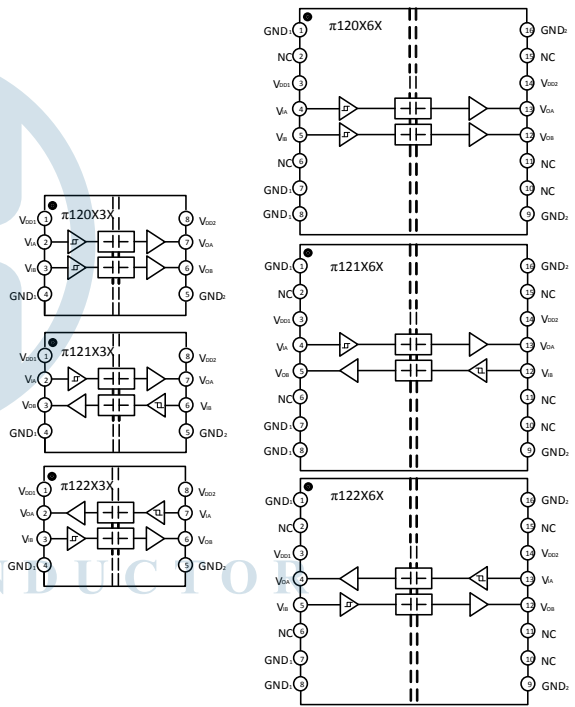 π120X3X
VDD1 1 8 VDD2
VIA 2 7 VOA
VIB 3 6 VOB
GND1 4 5 GND2
π121X3X
VDD1 1 8 VDD2
VIA 2 7 VOA
VOB 3 6 VIB
GND1 4 5 GND2
π122X3X
VDD1 1 8 VDD2
VOA 2 7 VIA
VIB 3 6 VOB
GND1 4 5 GND2
NDUCTOR
π120X6X
GND1 1 16 GND2
NC 2 15 NC
VDD1 3 14 VDD2
VIA 4 13 VOA
VIB 5 12 VOB
NC 6 11 NC
GND1 7 10 NC
GND1 8 9 GND2
π121X6X
GND1 1 16 GND2
NC 2 15 NC
VDD1 3 14 VDD2
VIA 4 13 VOA
VOB 5 12 VIB
NC 6 11 NC
GND1 7 10 NC
GND1 8 9 GND2
π122X6X
GND1 1 16 GND2
NC 2 15 NC
VDD1 3 14 VDD2
VOA 4 13 VIA
VIB 5 12 VOB
NC 6 11 NC
GND1 7 10 NC
GND1 8 9 GND2